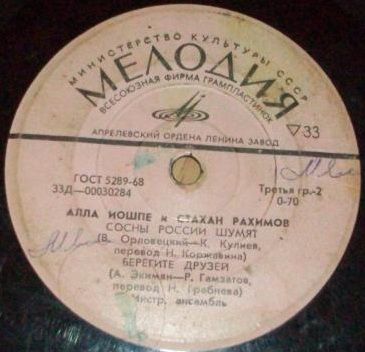 МИНИСТЕРСТВО КУЛЬТУРЫ СССР
МЕЛОДИЯ
ВСЕСОЮЗНАЯ ФИРМА ГРАМПЛАСТИНОК
АПРЕЛЕВСКИЙ ОРДЕНА ЛЕНИНА ЗАВОД
▽33
ГОСТ 5289-68
33Д—00030284
Третья гр.-2
0-70
АЛЛА ИОШПЕ и СТАХАН РАХИМОВ
СОСНЫ РОССИИ ШУМЯТ
(В. Орловецкий—К. Кулиев,
перевод Н. Коржавина)
БЕРЕГИТЕ ДРУЗЕЙ
(А. Экимян—Р. Гамзатов,
перевод Н. Гребнева)
Инстр. ансамбль